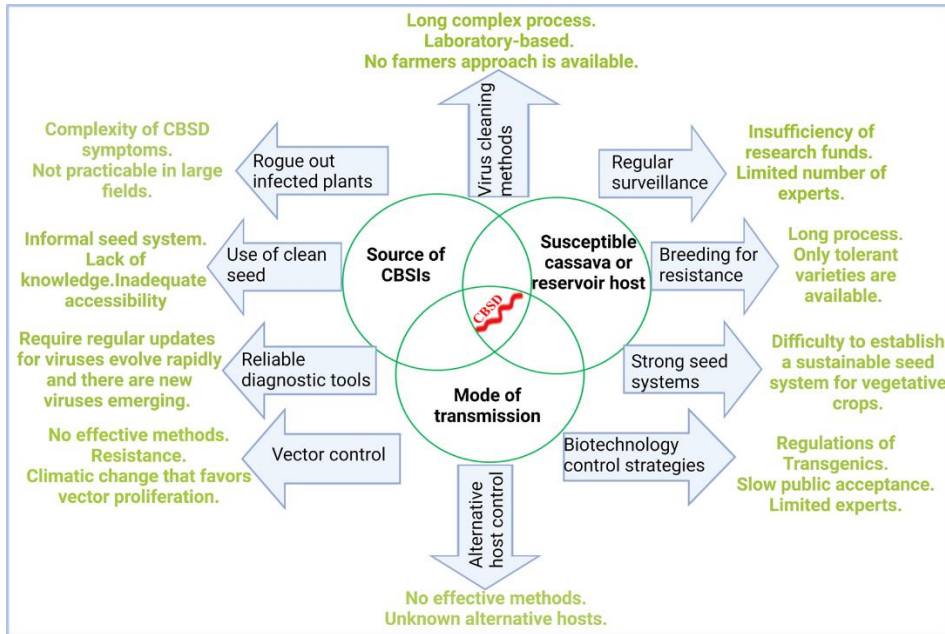 Long complex process.
Laboratory-based.
No farmers approach is available.
Virus cleaning
methods
Complexity of CBSD
symptoms.
Not practicable in large
fields.
Rogue out
infected plants
Regular
surveillance
Insufficiency of
research funds.
Limited number of
experts.
Informal seed system.
Lack of
knowledge.Inadequate
accessibility
Use of clean
seed
Source of
CBSIs
Susceptible
cassava or
reservoir host
Breeding for
resistance
Long process.
Only tolerant
varieties are
available.
CBSD
Require regular updates
for viruses evolve rapidly
and there are new
viruses emerging.
Reliable
diagnostic tools
Mode of
transmission
Strong seed
systems
Difficulty to establish
a sustainable seed
system for vegetative
crops.
No effective methods.
Resistance.
Climatic change that favors
vector proliferation.
Vector control
Biotechnology
control strategies
Regulations of
Transgenics.
Slow public acceptance.
Limited experts.
Alternative
host control
No effective methods.
Unknown alternative hosts.